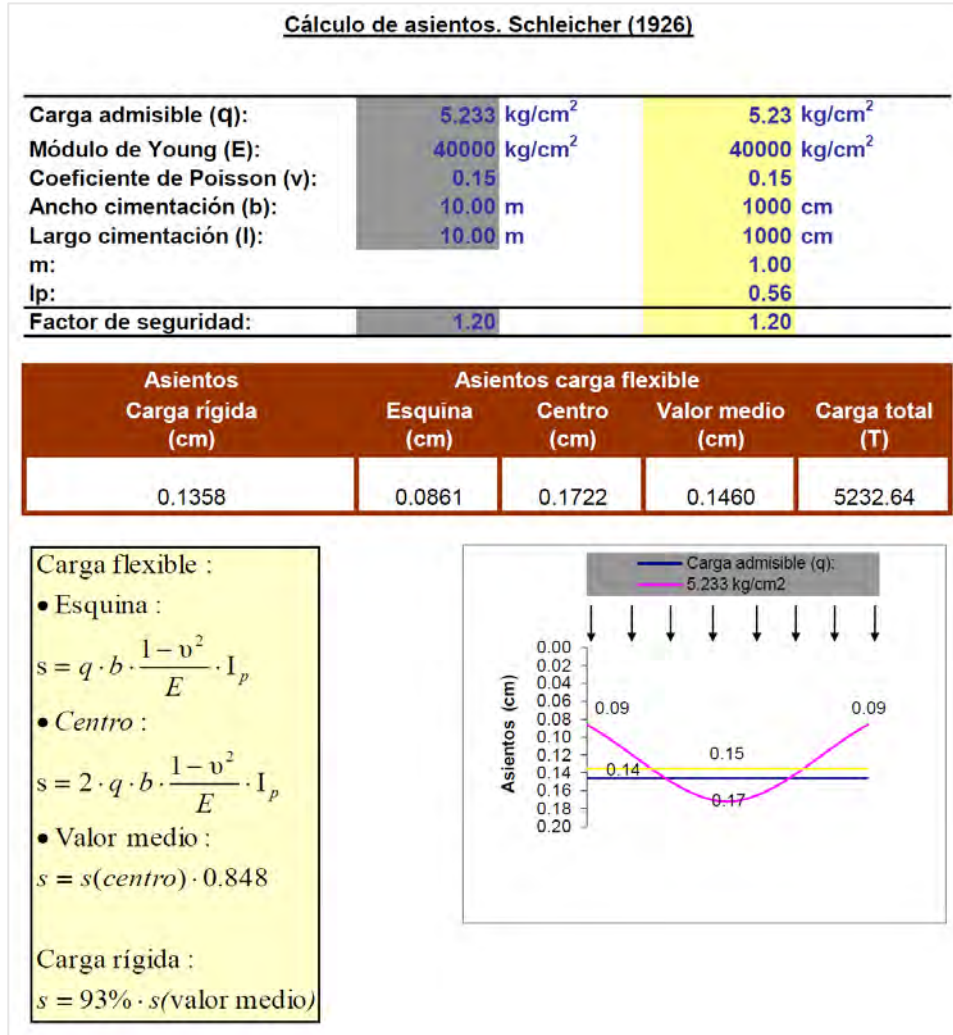 Cálculo de asientos. Schleicher (1926)
Carga admisible (q): 5.233 kg/cm² 5.23 kg/cm²
Módulo de Young (E): 40000 kg/cm² 40000 kg/cm²
Coeficiente de Poisson (v): 0.15 0.15
Ancho cimentación (b): 10.00 m 1000 cm
Largo cimentación (l): 10.00 m 1000 cm
m: 1.00
Ip: 0.56
Factor de seguridad: 1.20 1.20
Asientos Asientos carga flexible
Carga rígida Esquina Centro Valor medio Carga total
(cm) (cm) (cm) (cm) (T)
0.1358 0.0861 0.1722 0.1460 5232.64
Carga flexible :
• Esquina :
s = q · b · (1 − υ²)/E · I_p
• Centro :
s = 2 · q · b · (1 − υ²)/E · I_p
• Valor medio :
s = s(centro) · 0.848
Carga rígida :
s = 93% · s(valor medio)
Carga admisible (q):
5.233 kg/cm2
Asientos (cm)
0.00
0.02
0.04
0.06
0.08
0.10
0.12
0.14
0.16
0.18
0.20
0.09 0.09
0.15
0.14
0.17